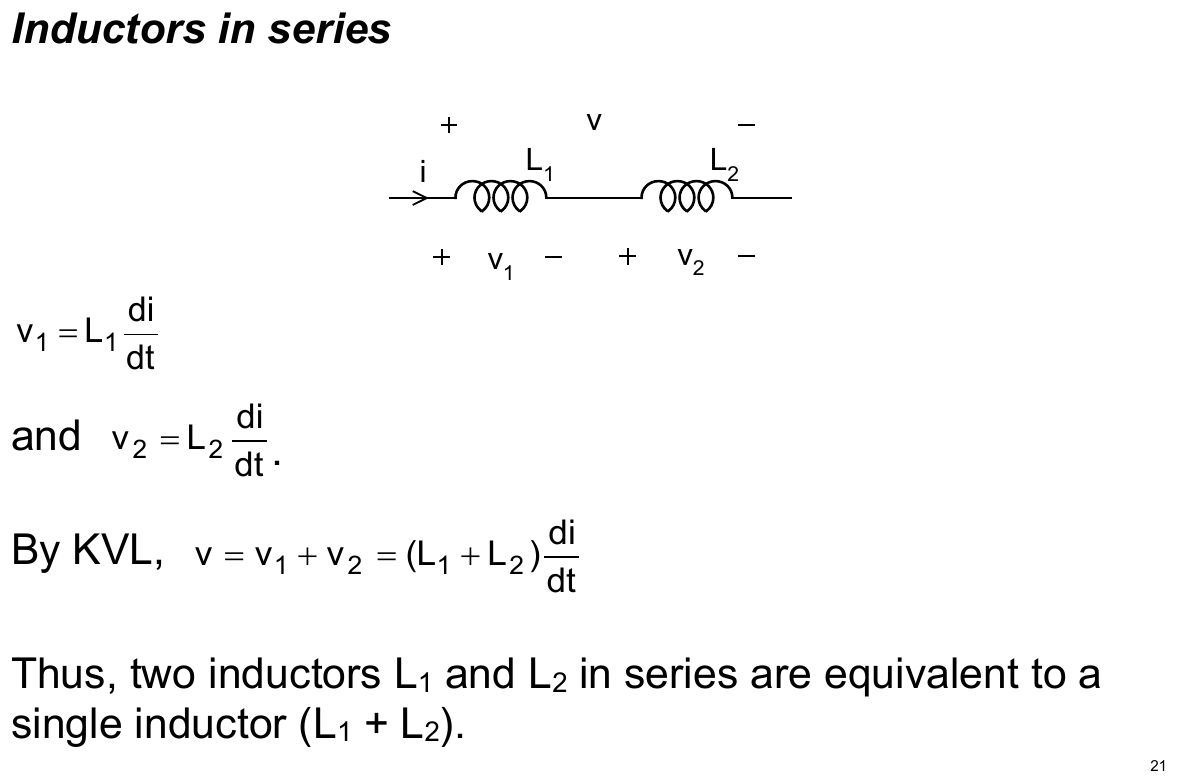 Inductors in series
+ v −
i L₁ L₂
+ v₁ − + v₂ −
v₁ = L₁ di/dt
and v₂ = L₂ di/dt.
By KVL, v = v₁ + v₂ = (L₁ + L₂) di/dt
Thus, two inductors L₁ and L₂ in series are equivalent to a
single inductor (L₁ + L₂).
21